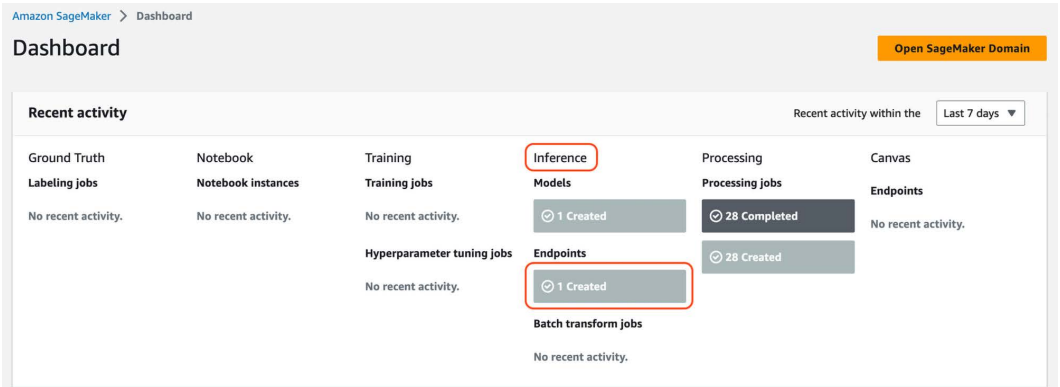 Amazon SageMaker > Dashboard
Dashboard
Open SageMaker Domain
Recent activity
Recent activity within the
Last 7 days
Ground Truth
Labeling jobs
No recent activity.
Notebook
Notebook instances
No recent activity.
Training
Training jobs
No recent activity.
Hyperparameter tuning jobs
No recent activity.
Inference
Models
1 Created
Endpoints
1 Created
Batch transform jobs
No recent activity.
Processing
Processing jobs
28 Completed
28 Created
Canvas
Endpoints
No recent activity.